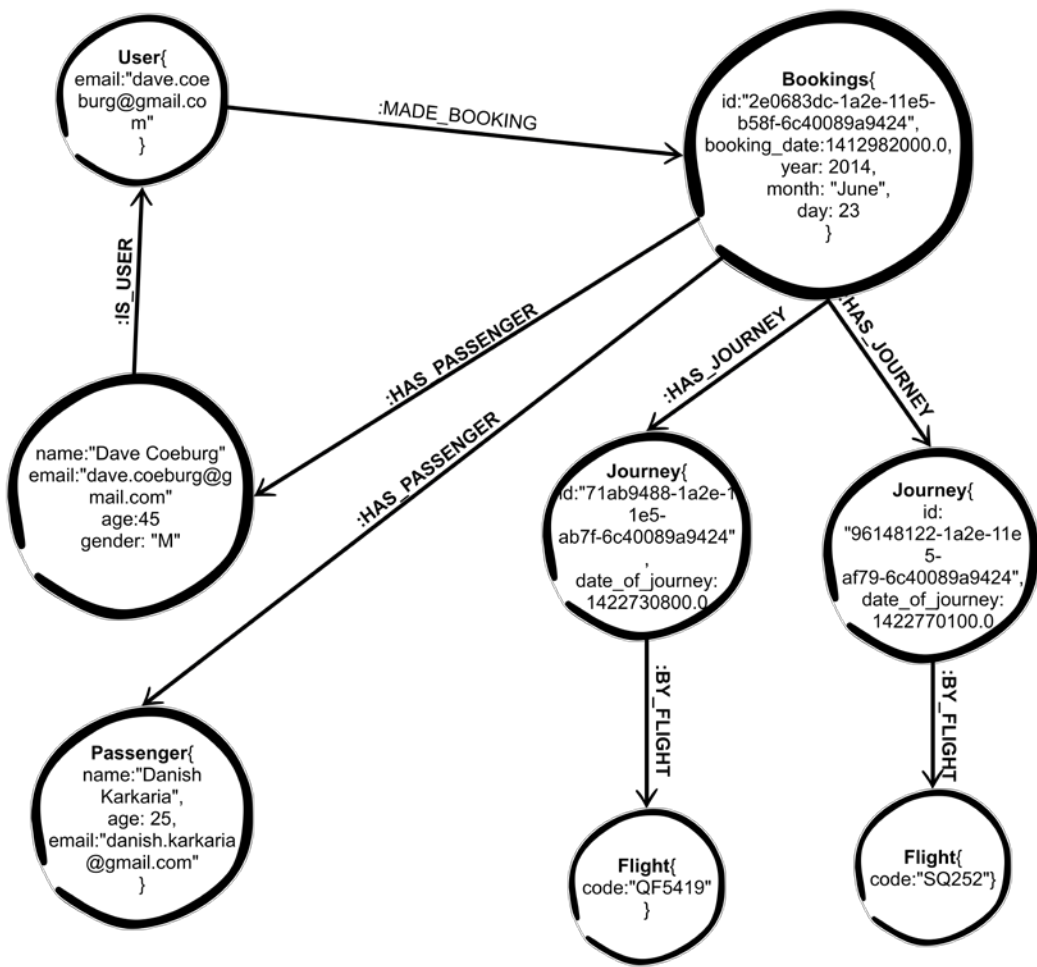 User{
email:"dave.coe
burg@gmail.co
m"
}
:MADE_BOOKING
Bookings{
id:"2e0683dc-1a2e-11e5-
b58f-6c40089a9424",
booking_date:1412982000.0,
year: 2014,
month: "June",
day: 23
}
:IS_USER
:HAS_PASSENGER
:HAS_PASSENGER
:HAS_JOURNEY
:HAS_JOURNEY
name:"Dave Coeburg"
email:"dave.coeburg@g
mail.com"
age:45
gender: "M"
Journey{
id:"71ab9488-1a2e-1
1e5-
ab7f-6c40089a9424"
,
date_of_journey:
1422730800.0
Journey{
id:
"96148122-1a2e-11e
5-
af79-6c40089a9424",
date_of_journey:
1422770100.0
:BY_FLIGHT
:BY_FLIGHT
Passenger{
name:"Danish
Karkaria",
age: 25,
email:"danish.karkaria
@gmail.com"
}
Flight{
code:"QF5419"
}
Flight{
code:"SQ252"}